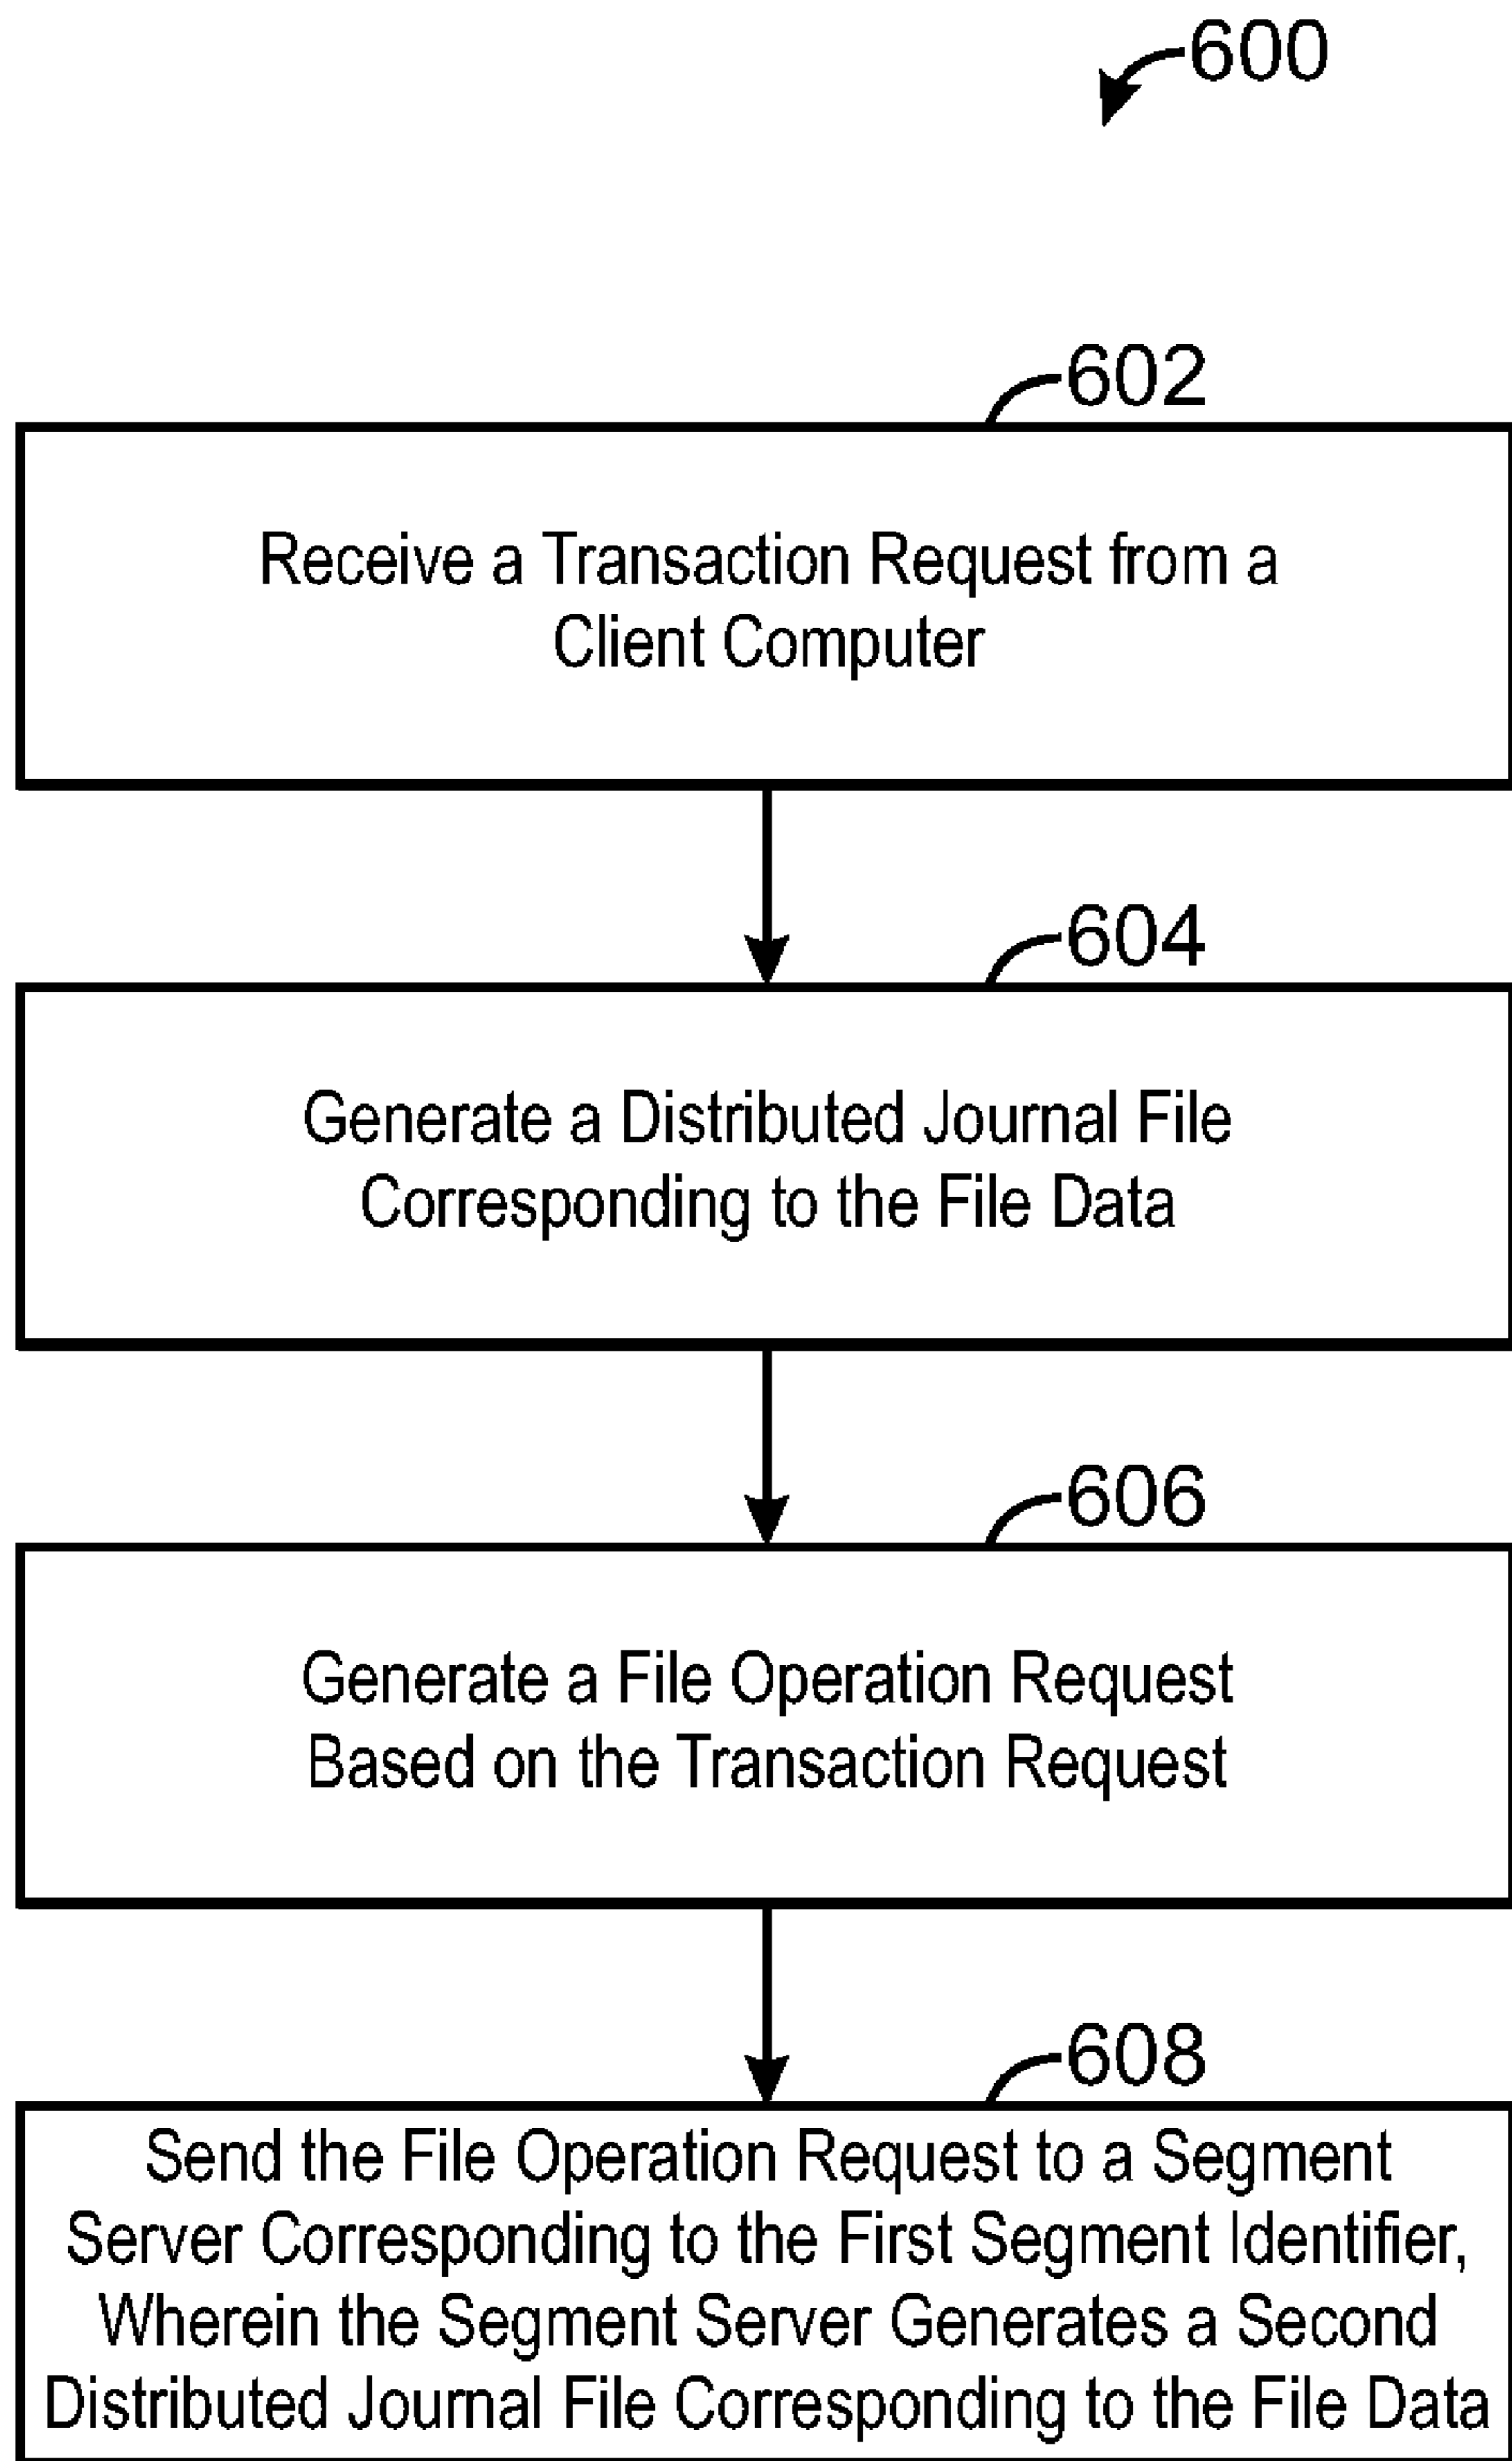 600
602
Receive a Transaction Request from a
Client Computer
604
Generate a Distributed Journal File
Corresponding to the File Data
606
Generate a File Operation Request
Based on the Transaction Request
608
Send the File Operation Request to a Segment
Server Corresponding to the First Segment Identifier,
Wherein the Segment Server Generates a Second
Distributed Journal File Corresponding to the File Data